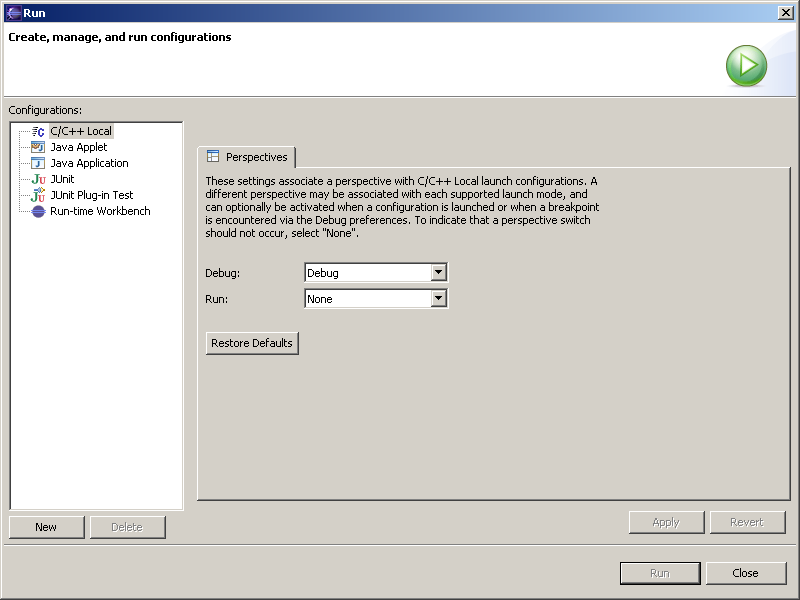 Run
Create, manage, and run configurations
Configurations:
C/C++ Local
Java Applet
Java Application
JUnit
JUnit Plug-in Test
Run-time Workbench
New
Delete
Perspectives
These settings associate a perspective with C/C++ Local launch configurations. A
different perspective may be associated with each supported launch mode, and
can optionally be activated when a configuration is launched or when a breakpoint
is encountered via the Debug preferences. To indicate that a perspective switch
should not occur, select "None".
Debug: Debug
Run: None
Restore Defaults
Apply
Revert
Run
Close